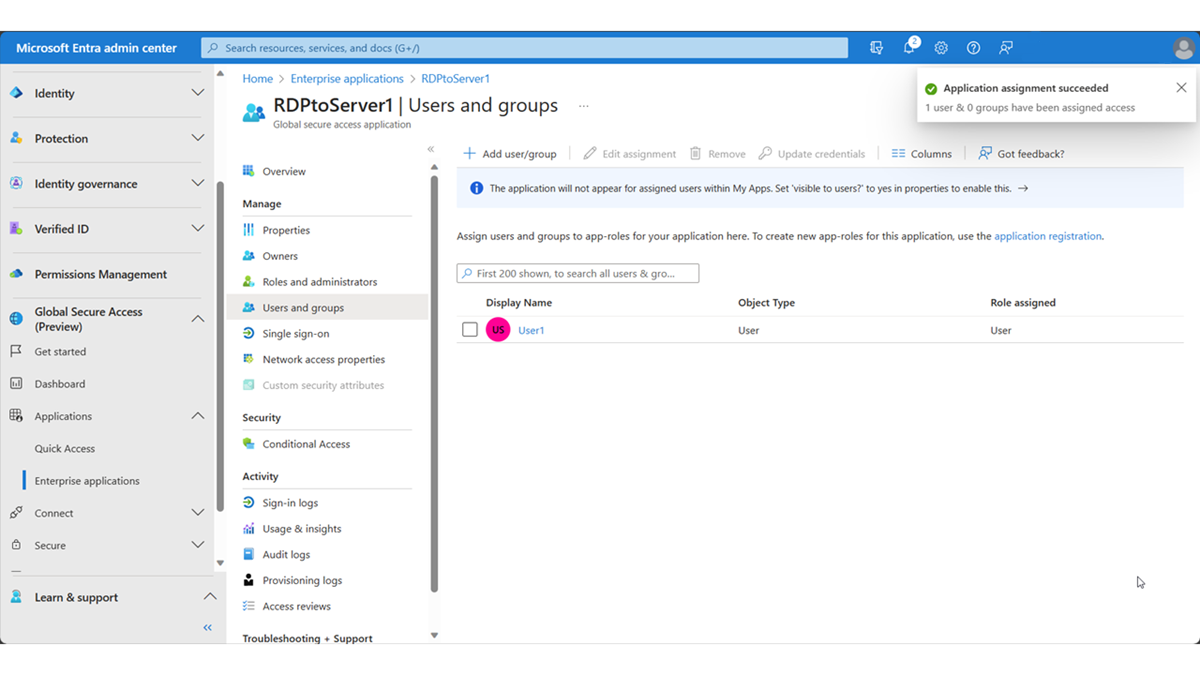 Microsoft Entra admin center
Search resources, services, and docs (G+/)
2
Identity
Protection
Identity governance
Verified ID
Permissions Management
Global Secure Access
(Preview)
Get started
Dashboard
Applications
Quick Access
Enterprise applications
Connect
Secure
Learn & support
«
Home > Enterprise applications > RDPtoServer1
RDPtoServer1 | Users and groups ...
Global secure access application
«
Overview
Manage
Properties
Owners
Roles and administrators
Users and groups
Single sign-on
Network access properties
Custom security attributes
Security
Conditional Access
Activity
Sign-in logs
Usage & insights
Audit logs
Provisioning logs
Access reviews
Troubleshooting + Support
Application assignment succeeded
1 user & 0 groups have been assigned access
Add user/group Edit assignment Remove Update credentials Columns Got feedback?
The application will not appear for assigned users within My Apps. Set 'visible to users?' to yes in properties to enable this. →
Assign users and groups to app-roles for your application here. To create new app-roles for this application, use the application registration.
First 200 shown, to search all users & gro...
Display Name Object Type Role assigned
US User1 User User